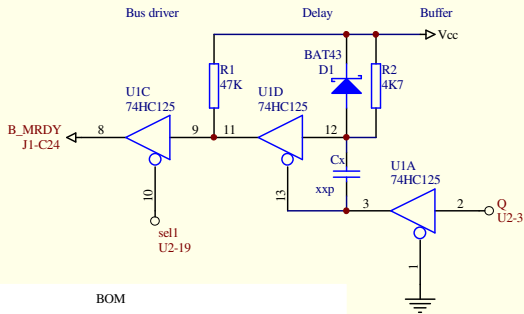 Bus driver Delay Buffer
Vcc
BAT43
D1
R1
47K
R2
4K7
U1C
74HC125
U1D
74HC125
B_MRDY
J1-C24
8
9
11
12
Cx
xxp
U1A
74HC125
10
13
3
2
Q
U2-3
sel1
U2-19
1
BOM